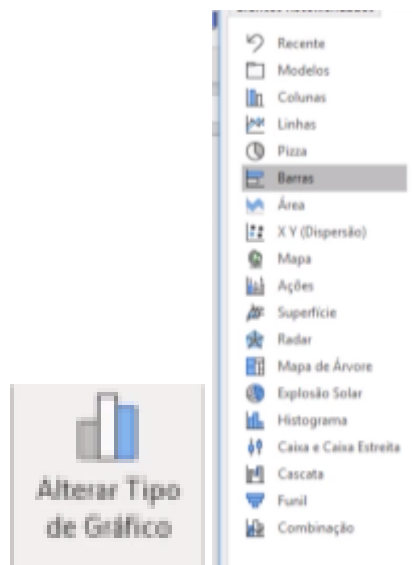 Recente
Modelos
Colunas
Linhas
Pizza
Barras
Área
X Y (Dispersão)
Mapa
Ações
Superfície
Radar
Mapa de Árvore
Explosão Solar
Histograma
Caixa e Caixa Estreita
Cascata
Funil
Combinação
Alterar Tipo
de Gráfico